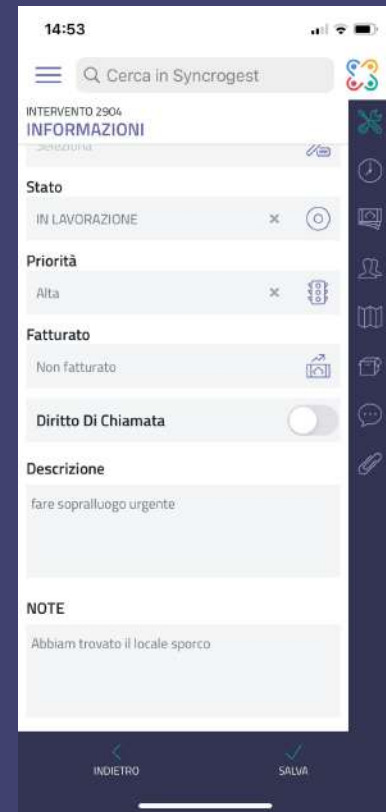 14:53
Cerca in Syncrogest
INTERVENTO 2904
INFORMAZIONI
Seleziona
Stato
IN LAVORAZIONE
Priorità
Alta
Fatturato
Non fatturato
Diritto Di Chiamata
Descrizione
fare sopralluogo urgente
NOTE
Abbiam trovato il locale sporco
INDIETRO
SALVA